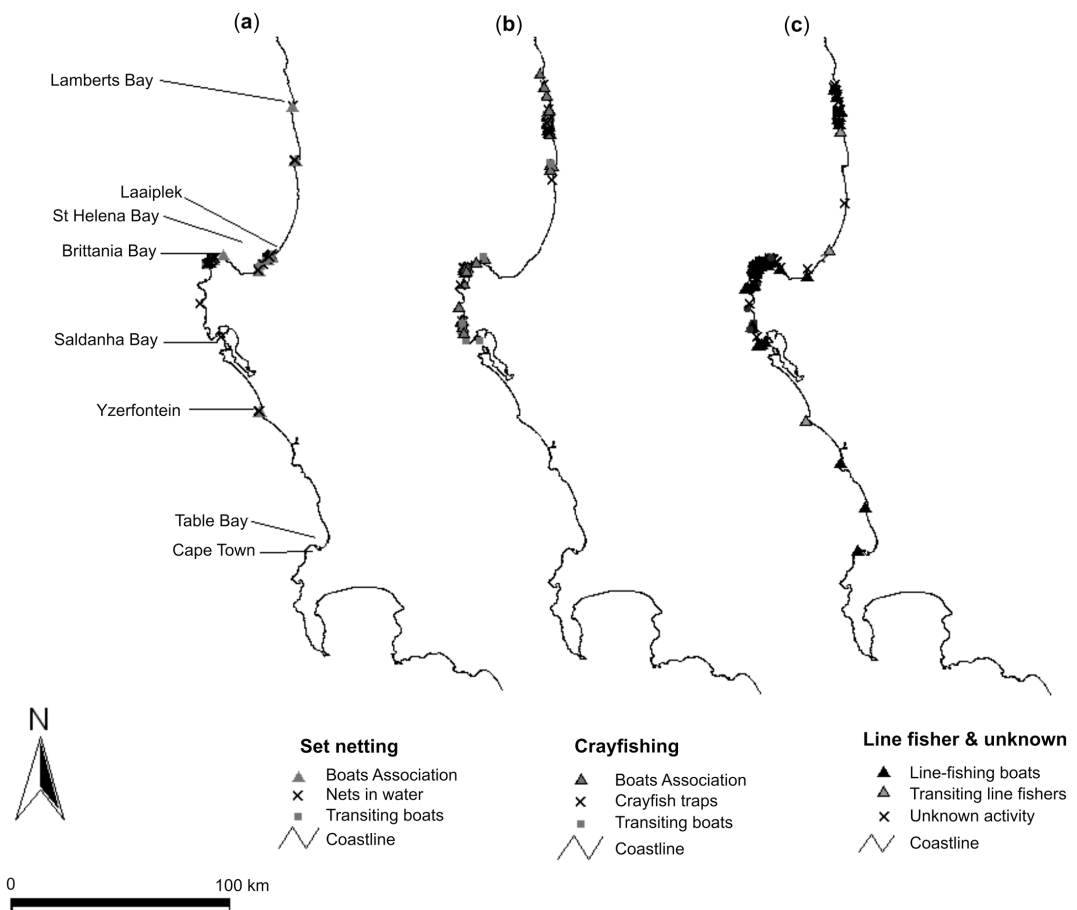 (a)
(b)
(c)
Lamberts Bay
Laaiplek
St Helena Bay
Brittania Bay
Saldanha Bay
Yzerfontein
Table Bay
Cape Town
N
Set netting
Boats Association
Nets in water
Transiting boats
Coastline
Crayfishing
Boats Association
Crayfish traps
Transiting boats
Coastline
Line fisher & unknown
Line-fishing boats
Transiting line fishers
Unknown activity
Coastline
0 100 km